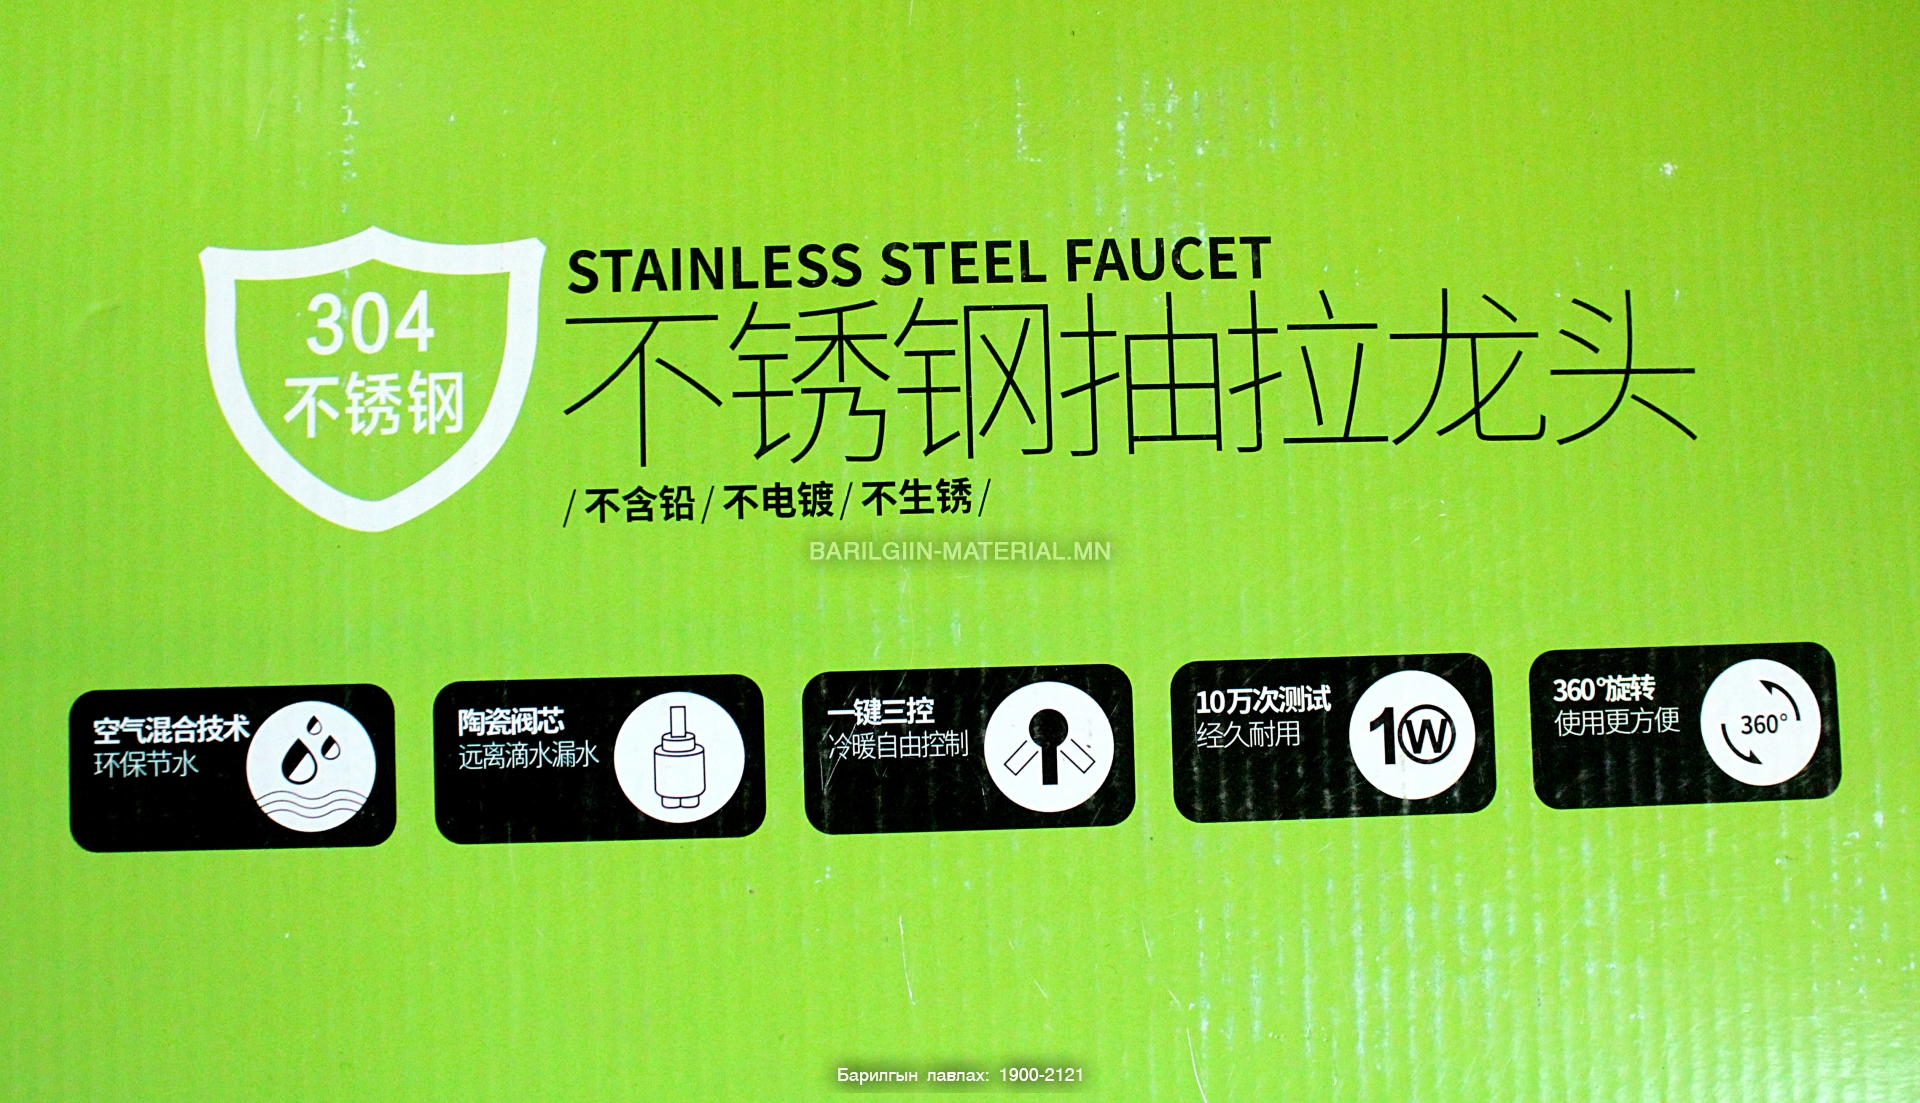 304
不锈钢
STAINLESS STEEL FAUCET
不锈钢抽拉龙头
/不含铅/不电镀/不生锈/
BARILGIIN-MATERIAL.MN
空气混合技术
环保节水
陶瓷阀芯
远离滴水漏水
一键三控
冷暖自由控制
10万次测试
经久耐用
1W
360°旋转
使用更方便
360°
Барилгын лавлах: 1900-2121